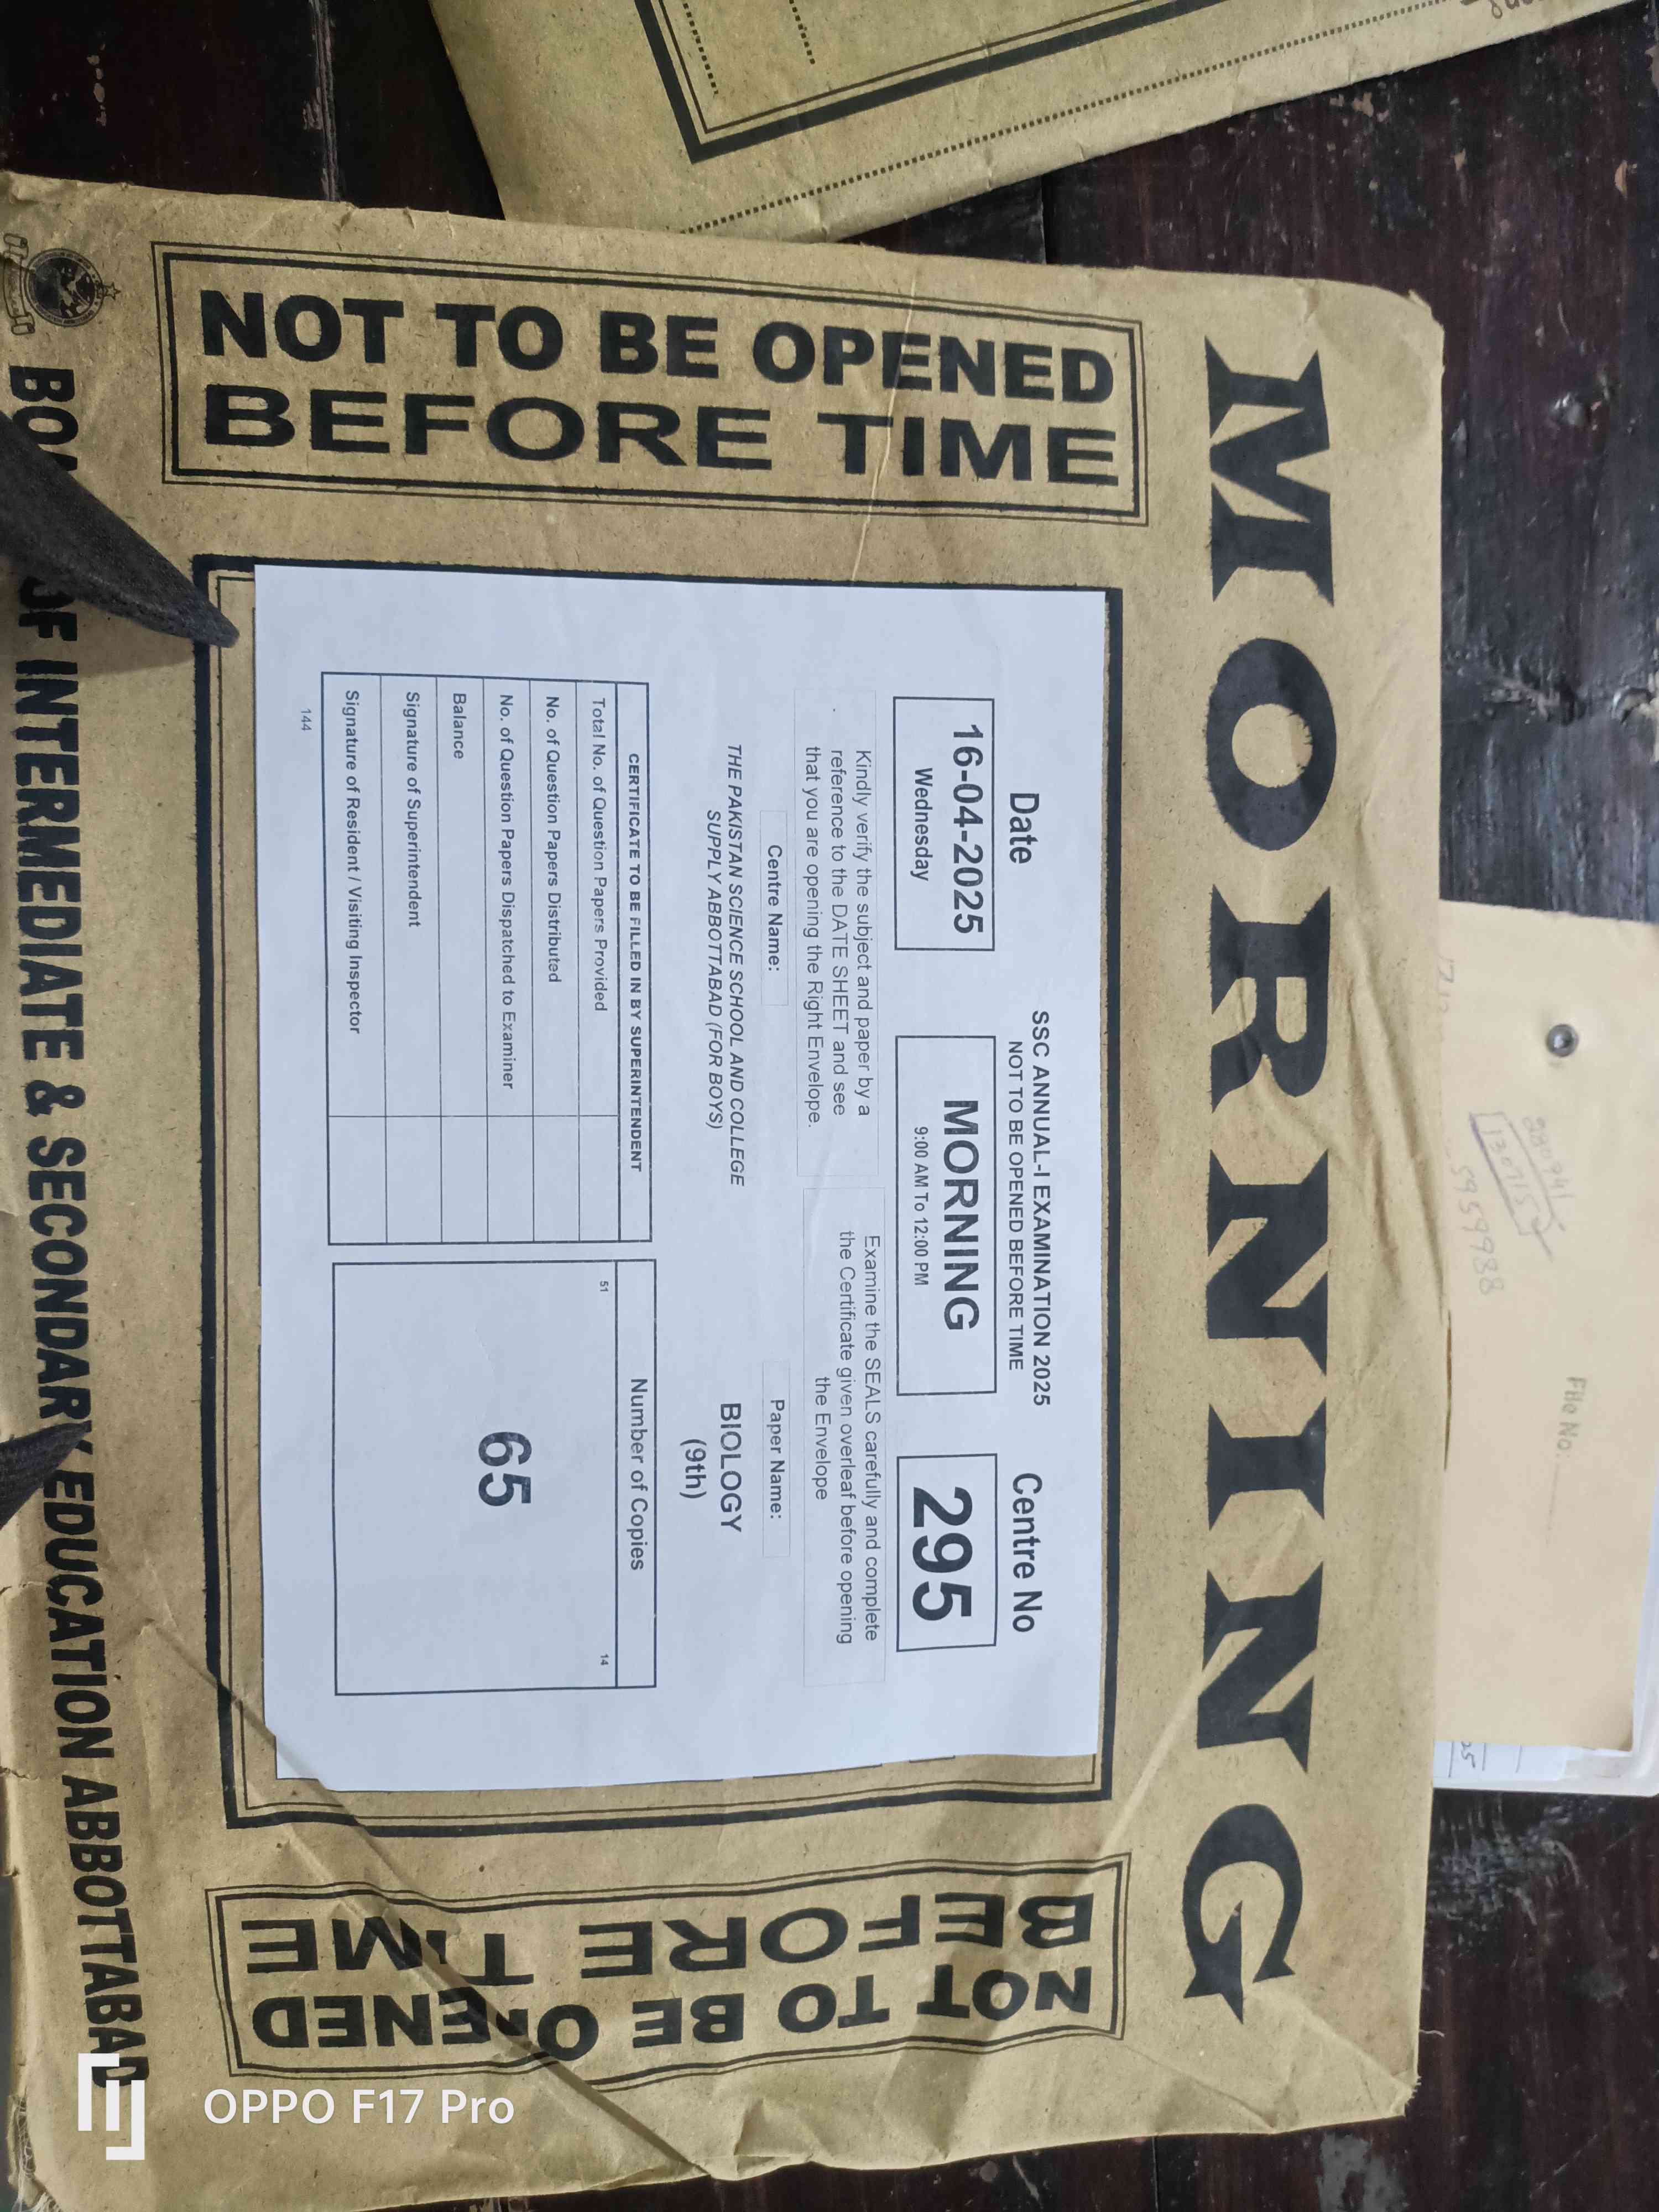 MORNING
NOT TO BE OPENED
BEFORE TIME
SSC ANNUAL-I EXAMINATION 2025
NOT TO BE OPENED BEFORE TIME
Date
16-04-2025
Wednesday
MORNING
9:00 AM To 12:00 PM
Centre No
295
Kindly verify the subject and paper by a
reference to the DATE SHEET and see
that you are opening the Right Envelope.
Examine the SEALS carefully and complete
the Certificate given overleaf before opening
the Envelope
Centre Name:
THE PAKISTAN SCIENCE SCHOOL AND COLLEGE
SUPPLY ABBOTTABAD (FOR BOYS)
Paper Name:
BIOLOGY
(9th)
CERTIFICATE TO BE FILLED IN BY SUPERINTENDENT
Total No. of Question Papers Provided
No. of Question Papers Distributed
No. of Question Papers Dispatched to Examiner
Balance
Signature of Superintendent
Signature of Resident / Visiting Inspector
144
Number of Copies
51
14
65
NOT TO BE OPENED
BEFORE TIME
OF INTERMEDIATE & SECONDARY EDUCATION ABBOTTABAD
File No.
OPPO F17 Pro